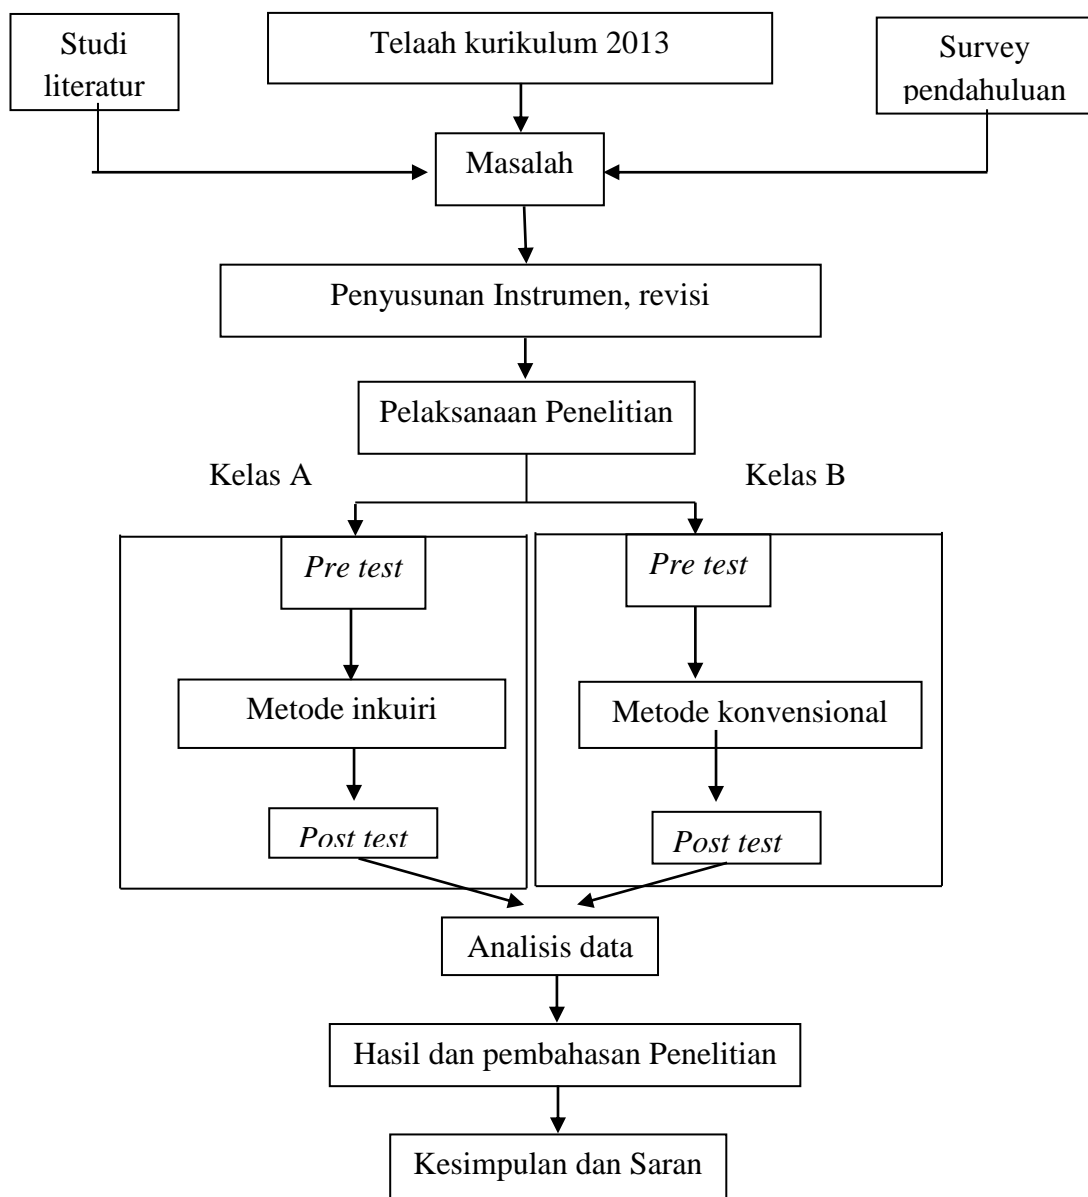 Studi
literatur
Telaah kurikulum 2013
Survey
pendahuluan
Masalah
Penyusunan Instrumen, revisi
Pelaksanaan Penelitian
Kelas A
Kelas B
Pre test
Pre test
Metode inkuiri
Metode konvensional
Post test
Post test
Analisis data
Hasil dan pembahasan Penelitian
Kesimpulan dan Saran